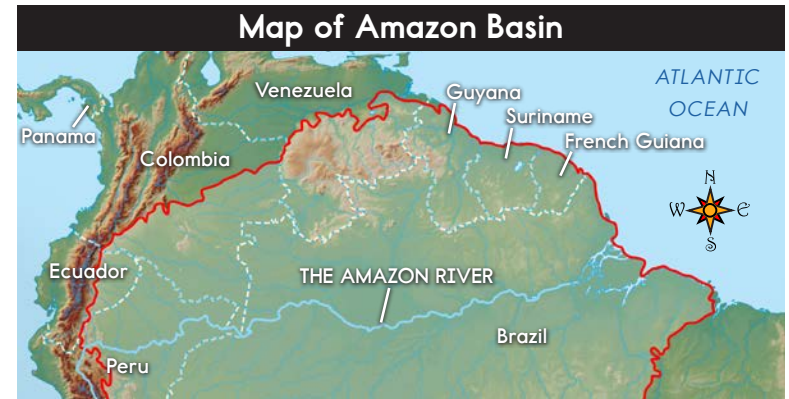 Map of Amazon Basin
Venezuela
Guyana
ATLANTIC
OCEAN
Suriname
Panama
French Guiana
Colombia
N
W
E
S
Ecuador
THE AMAZON RIVER
Brazil
Peru